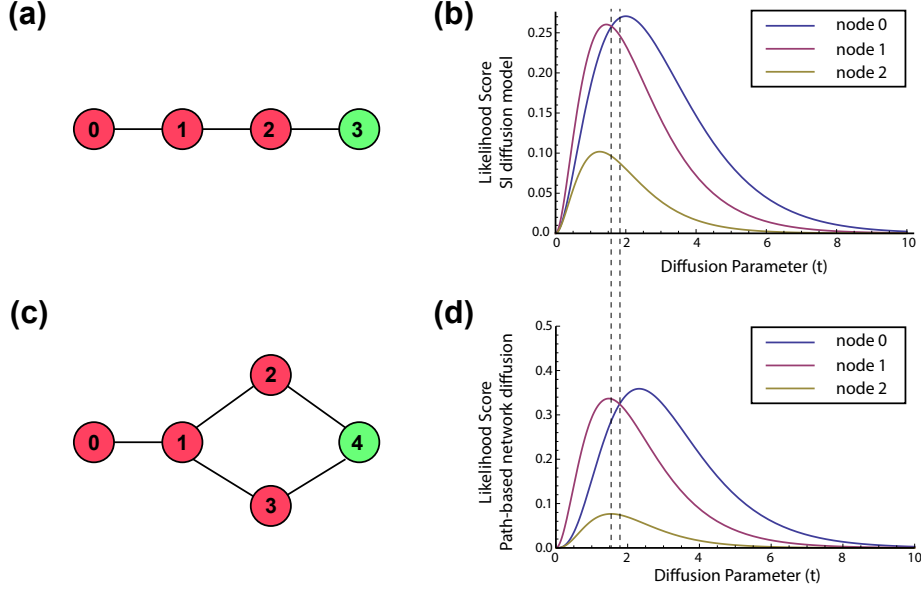 (a)
0 1 2 3
(b)
Likelihood Score
SI diffusion model
0.25
0.20
0.15
0.10
0.05
0.0
0 2 4 6 8 10
Diffusion Parameter (t)
node 0
node 1
node 2
(c)
2
0 1 4
3
(d)
Likelihood Score
Path-based network diffusion
0.5
0.4
0.3
0.2
0.1
0.0
0 2 4 6 8 10
Diffusion Parameter (t)
node 0
node 1
node 2